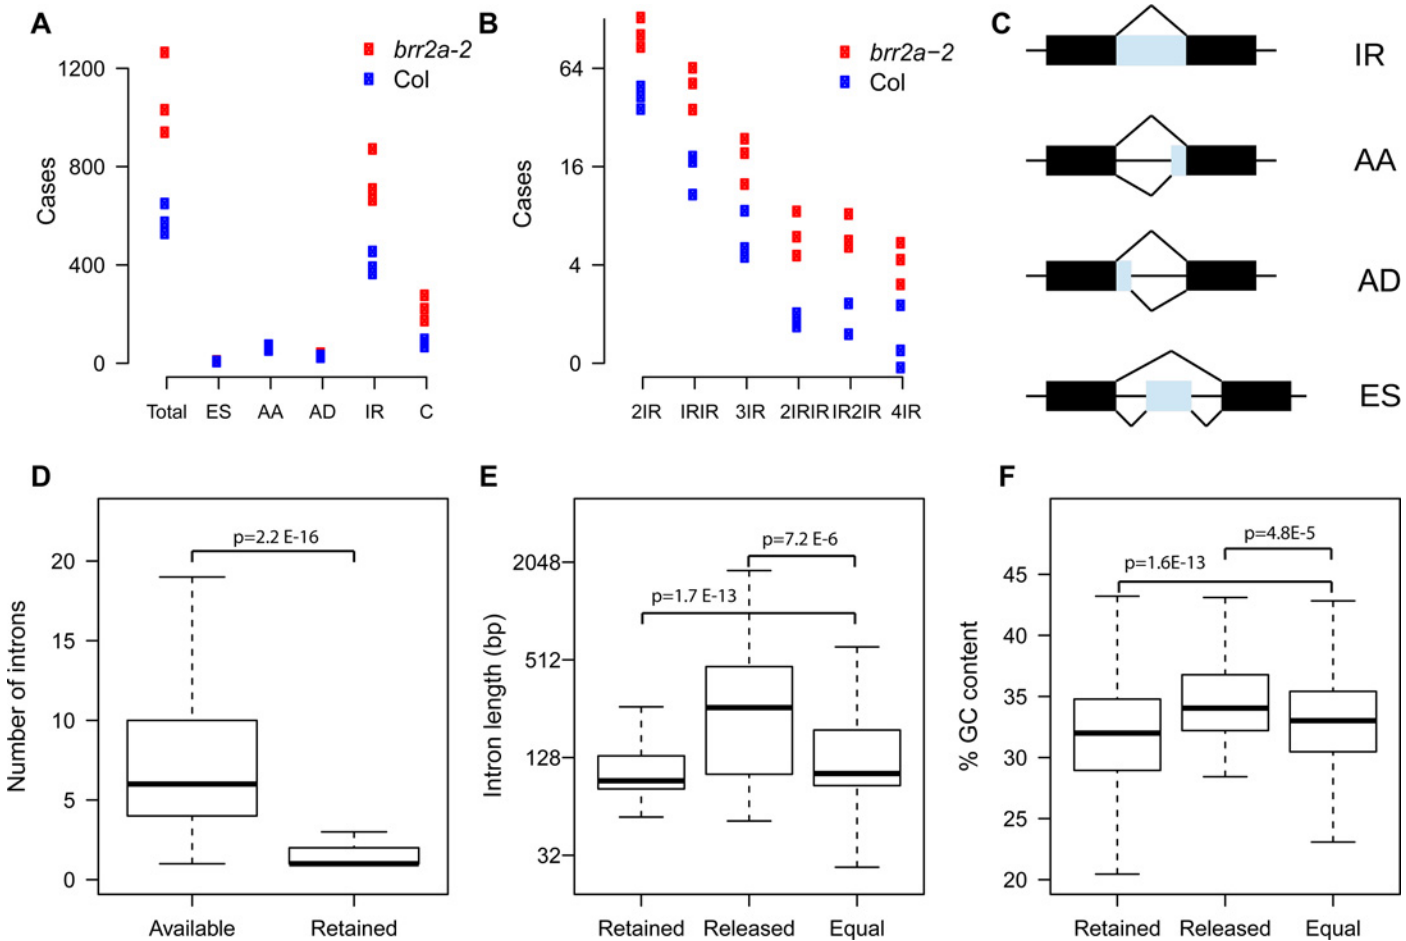 A
brr2a-2
Col
Cases
1200
800
400
0
Total ES AA AD IR C
B
brr2a−2
Col
Cases
64
16
4
0
2IR IRIR 3IR 2IRIR IR2IR 4IR
C
IR
AA
AD
ES
D
p=2.2 E-16
Number of introns
20
15
10
5
0
Available Retained
E
p=7.2 E-6
p=1.7 E-13
Intron length (bp)
2048
512
128
32
Retained Released Equal
F
p=4.8E-5
p=1.6E-13
% GC content
45
40
35
30
25
20
Retained Released Equal